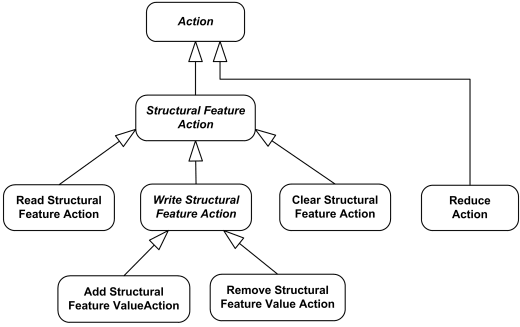 Action
Structural Feature
Action
Read Structural
Feature Action
Write Structural
Feature Action
Clear Structural
Feature Action
Reduce
Action
Add Structural
Feature ValueAction
Remove Structural
Feature Value Action